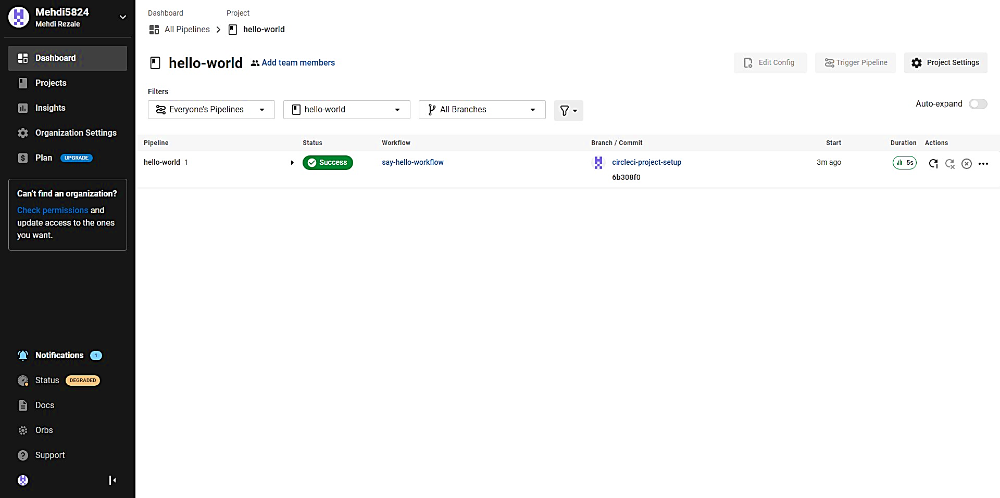 Mehdi5824
Mehdi Rezaie
Dashboard
Projects
Insights
Organization Settings
Plan UPGRADE
Can't find an organization?
Check permissions and
update access to the ones
you want.
Notifications 1
Status DEGRADED
Docs
Orbs
Support
Dashboard Project
All Pipelines hello-world
hello-world Add team members
Edit Config Trigger Pipeline Project Settings
Filters
Everyone's Pipelines hello-world All Branches
Auto-expand
Pipeline Status Workflow Branch / Commit Start Duration Actions
hello-world 1 Success say-hello-workflow circleci-project-setup 3m ago 5s
6b308f0